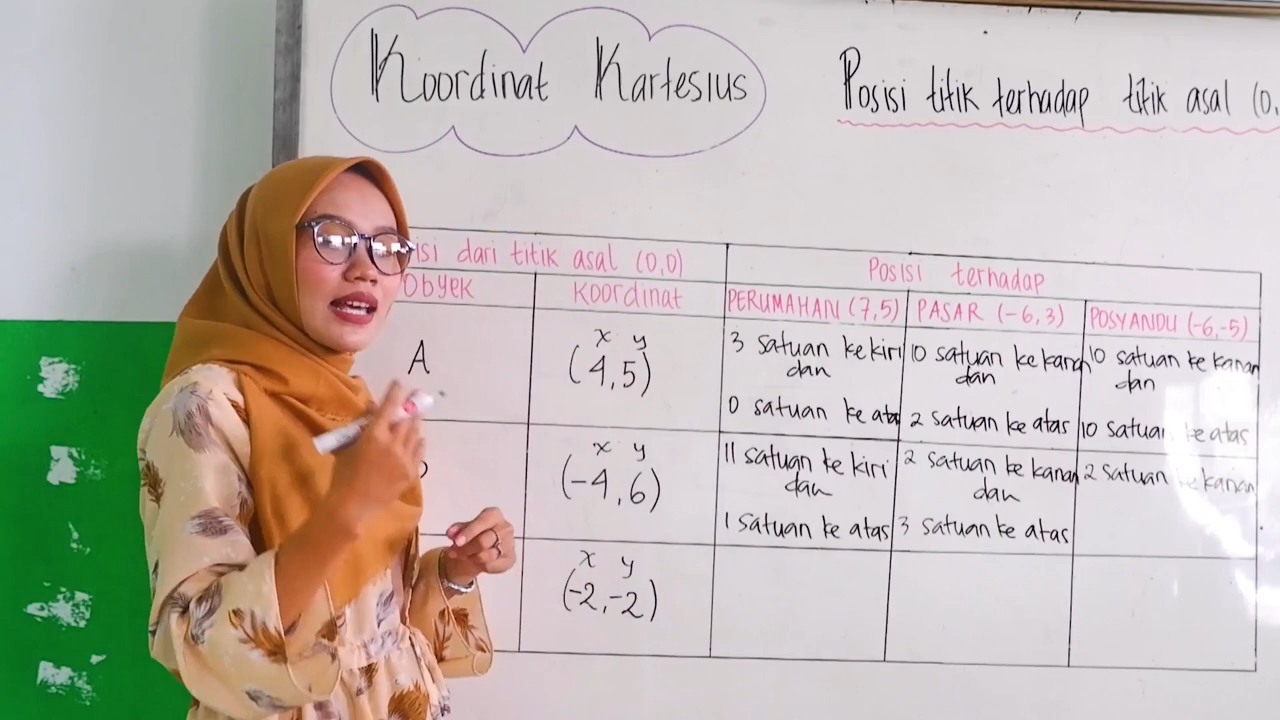 Koordinat Kartesius
Posisi titik terhadap titik asal (0,
isi dari titik asal (0,0)
Posisi terhadap
Obyek
Koordinat
PERUMAHAN (7,5)
PASAR (-6,3)
POSYANDU (-6,-5)
A
x y
(4,5)
3 satuan ke kiri
dan
0 satuan ke ata
10 satuan ke kanan
dan
2 satuan ke atas
10 satuan ke kanan
dan
10 satuan ke atas
x y
(-4,6)
11 satuan ke kiri
dan
1 satuan ke atas
2 satuan ke kanan
dan
3 satuan ke atas
2 satuan ke kanan
x y
(-2,-2)